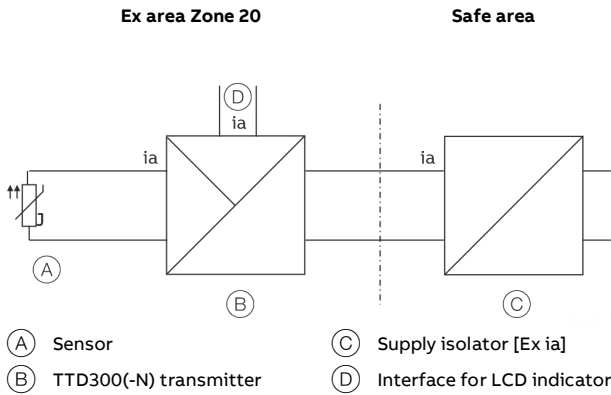 Ex area Zone 20
Safe area
D
ia
ia
ia
A
B
C
A Sensor
C Supply isolator [Ex ia]
B TTD300(-N) transmitter
D Interface for LCD indicator